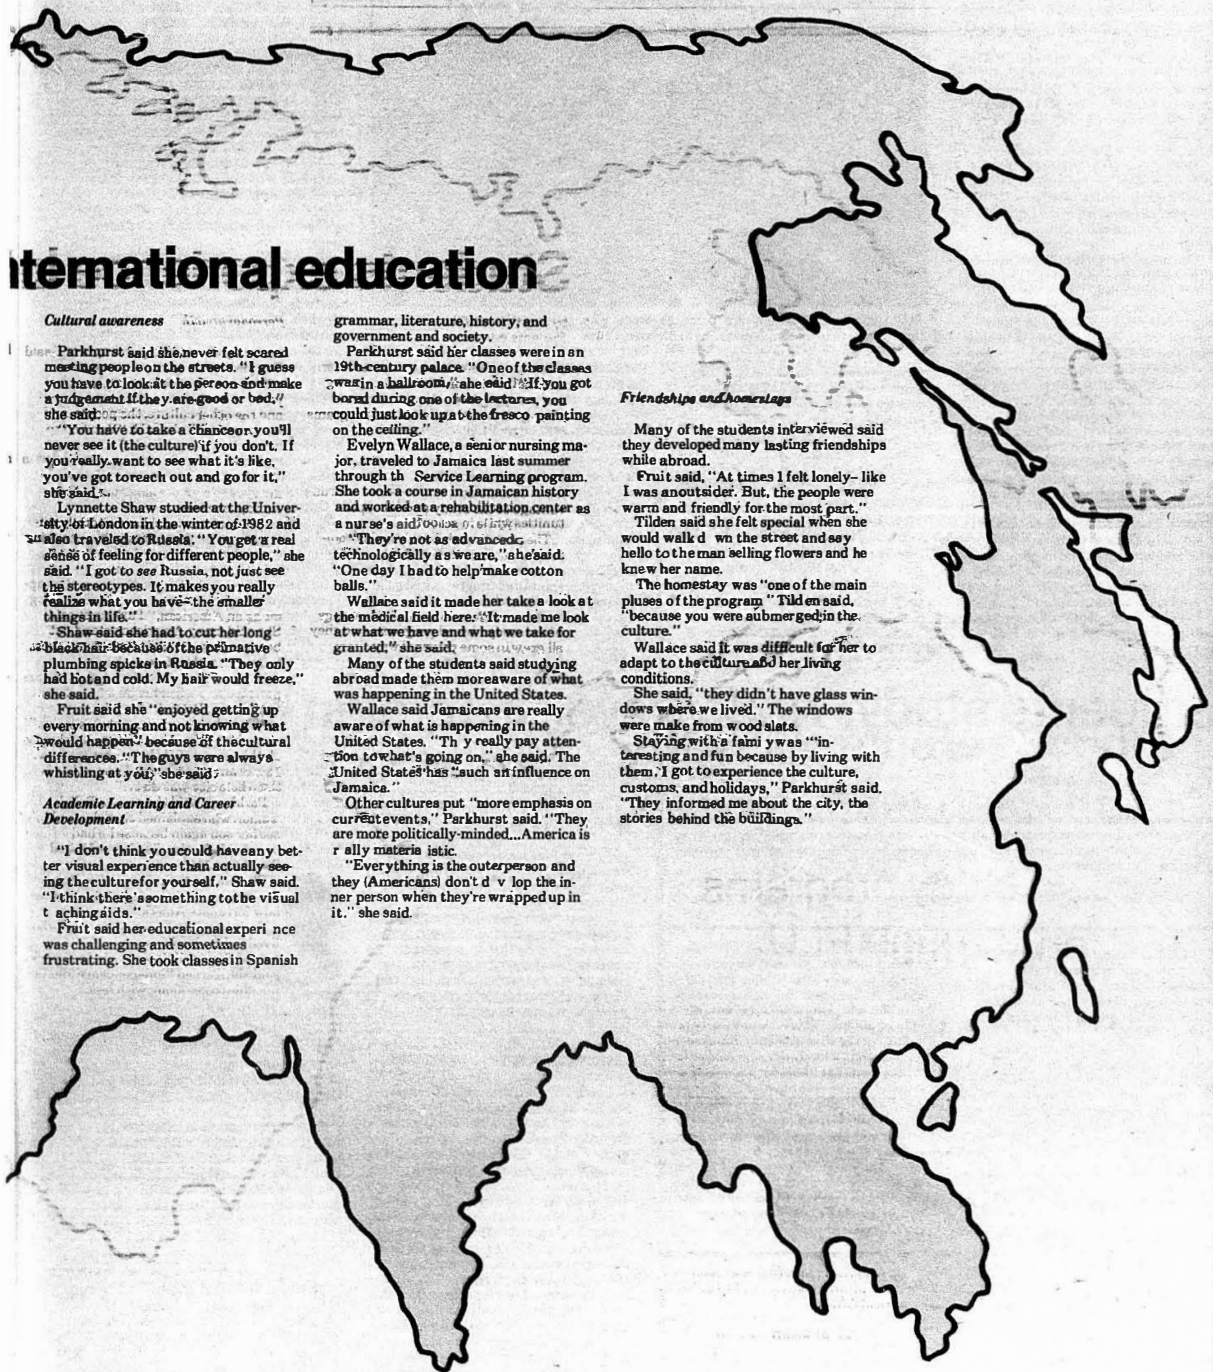 nternational education
Cultural awareness
Parkhurst said she never felt scared
meeting people on the streets. "I guess
you have to look at the person and make
a judgement if they are good or bad,"
she said.
"You have to take a chance or you'll
never see it (the culture) if you don't. If
you really want to see what it's like,
you've got to reach out and go for it,"
she said.
Lynnette Shaw studied at the Univer-
sity of London in the winter of 1982 and
also traveled to Russia. "You get a real
sense of feeling for different people," she
said. "I got to see Russia, not just see
the stereotypes. It makes you really
realize what you have—the smaller
things in life."
Shaw said she had to cut her long
black hair because of the primative
plumbing spicks in Russia. "They only
had hot and cold. My hair would freeze,"
she said.
Fruit said she "enjoyed getting up
every morning and not knowing what
would happen" because of the cultural
differences. "The guys were always
whistling at you," she said.
Academic Learning and Career
Development
"I don't think you could have any bet-
ter visual experience than actually see-
ing the culture for yourself," Shaw said.
"I think there's something to the visual
t aching aids."
Fruit said her educational experi nce
was challenging and sometimes
frustrating. She took classes in Spanish
grammar, literature, history, and
government and society.
Parkhurst said her classes were in an
19th-century palace. "One of the classes
was in a ballroom," she said. "If you got
bored during one of the lectures, you
could just look up at the fresco painting
on the ceiling."
Evelyn Wallace, a senior nursing ma-
jor, traveled to Jamaica last summer
through th Service Learning program.
She took a course in Jamaican history
and worked at a rehabilitation center as
a nurse's aid.
"They're not as advanced
technologically as we are," she said.
"One day I had to help make cotton
balls."
Wallace said it made her take a look at
the medical field here. "It made me look
at what we have and what we take for
granted," she said.
Many of the students said studying
abroad made them more aware of what
was happening in the United States.
Wallace said Jamaicans are really
aware of what is happening in the
United States. "Th y really pay atten-
tion to what's going on," she said. The
United States has "such an influence on
Jamaica."
Other cultures put "more emphasis on
current events," Parkhurst said. "They
are more politically-minded...America is
r ally materia istic.
"Everything is the outer person and
they (Americans) don't d v lop the in-
ner person when they're wrapped up in
it." she said.
Friendships and homestays
Many of the students interviewed said
they developed many lasting friendships
while abroad.
Fruit said, "At times I felt lonely– like
I was an outsider. But, the people were
warm and friendly for the most part."
Tilden said she felt special when she
would walk d wn the street and say
hello to the man selling flowers and he
knew her name.
The homestay was "one of the main
pluses of the program" Tilden said,
"because you were submerged in the
culture."
Wallace said it was difficult for her to
adapt to the culture and her living
conditions.
She said, "they didn't have glass win-
dows where we lived." The windows
were make from wood slats.
Staying with a fami y was "'in-
teresting and fun because by living with
them, I got to experience the culture,
customs, and holidays," Parkhurst said.
"They informed me about the city, the
stories behind the buildings."